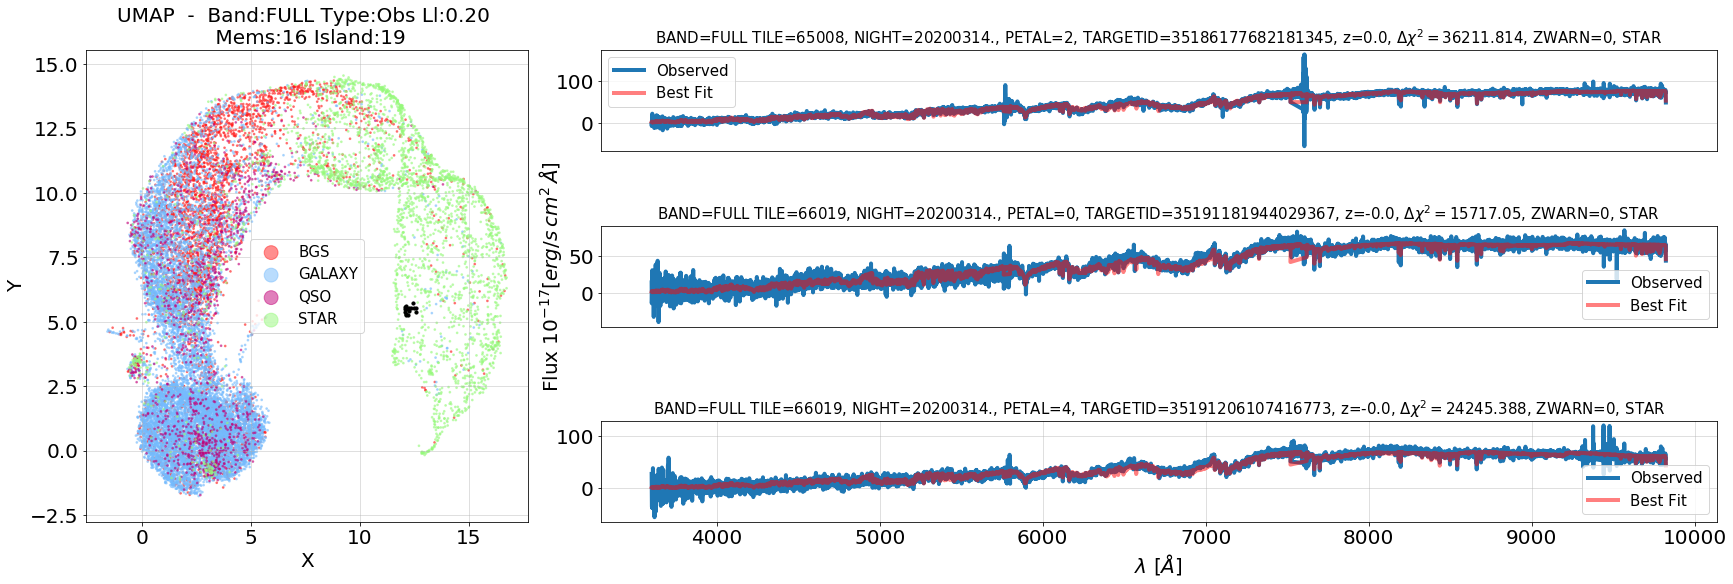 UMAP - Band:FULL Type:Obs Ll:0.20
Mems:16 Island:19
15.0
12.5
10.0
7.5
5.0
2.5
0.0
−2.5
Y
BGS
GALAXY
QSO
STAR
0
5
10
15
X
Flux 10⁻¹⁷[erg/s cm² Å]
BAND=FULL TILE=65008, NIGHT=20200314., PETAL=2, TARGETID=35186177682181345, z=0.0, Δχ² = 36211.814, ZWARN=0, STAR
100
0
Observed
Best Fit
BAND=FULL TILE=66019, NIGHT=20200314., PETAL=0, TARGETID=35191181944029367, z=-0.0, Δχ² = 15717.05, ZWARN=0, STAR
50
0
Observed
Best Fit
BAND=FULL TILE=66019, NIGHT=20200314., PETAL=4, TARGETID=35191206107416773, z=-0.0, Δχ² = 24245.388, ZWARN=0, STAR
100
0
Observed
Best Fit
4000
5000
6000
7000
8000
9000
10000
λ [Å]